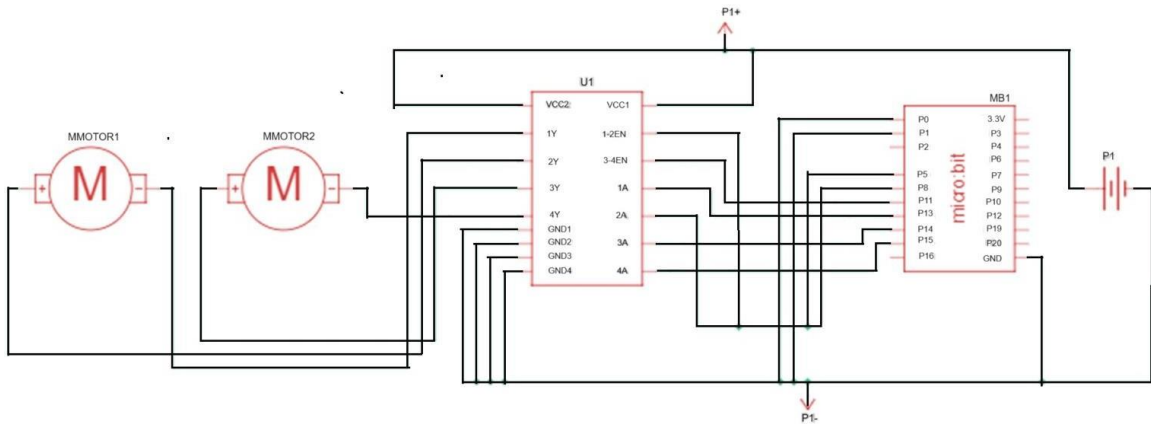 P1+
U1
MB1
MMOTOR1
MMOTOR2
M
+
-
M
+
-
VCC2
1Y
2Y
3Y
4Y
GND1
GND2
GND3
GND4
VCC1
1-2EN
3-4EN
1A
2A
3A
4A
P0
P1
P2
P5
P8
P11
P13
P14
P15
P16
micro:bit
3.3V
P3
P4
P6
P7
P9
P10
P12
P19
P20
GND
P1
P1-